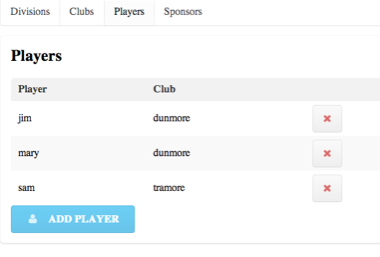 Divisions Clubs Players Sponsors
Players
Player Club
jim dunmore
mary dunmore
sam tramore
ADD PLAYER